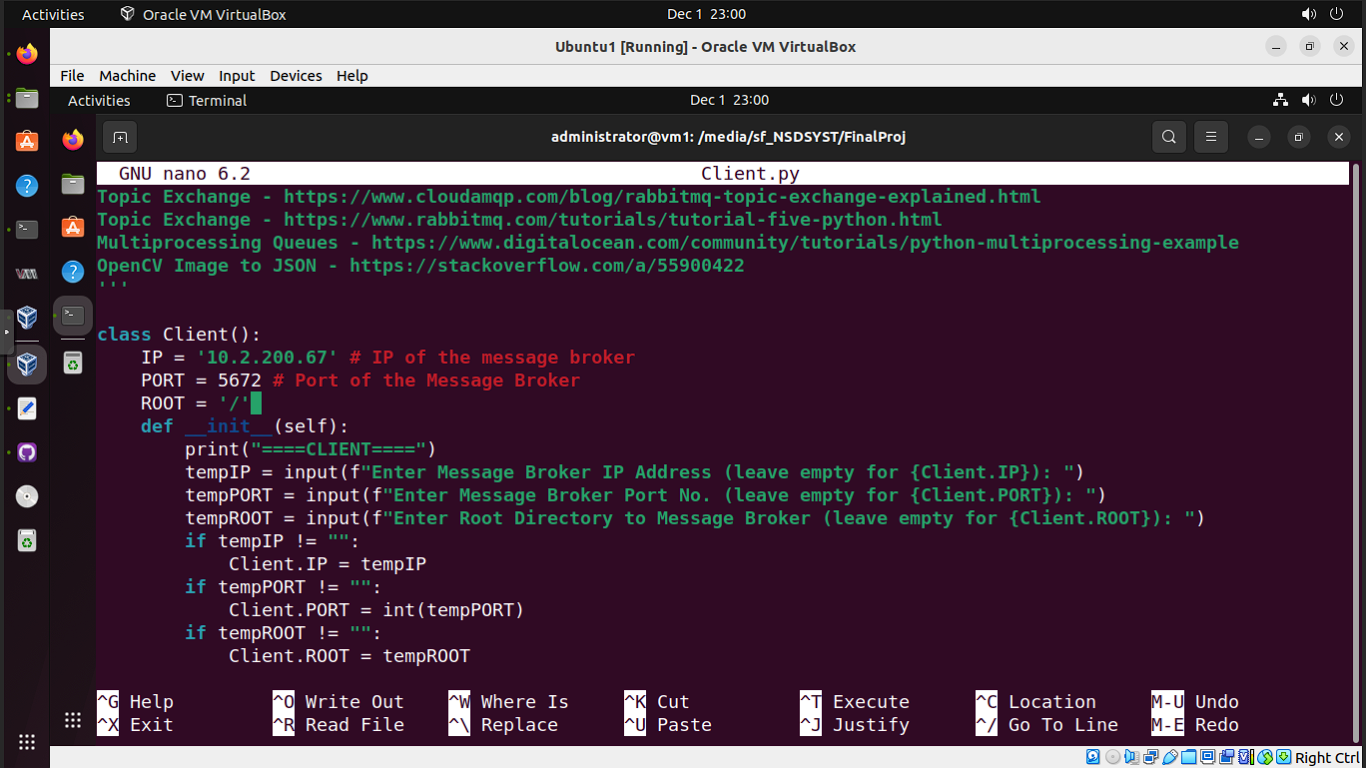 Activities Oracle VM VirtualBox Dec 1 23:00
Ubuntu1 [Running] - Oracle VM VirtualBox
File Machine View Input Devices Help
Activities Terminal Dec 1 23:00
administrator@vm1: /media/sf_NSDSYST/FinalProj
GNU nano 6.2 Client.py
Topic Exchange - https://www.cloudamqp.com/blog/rabbitmq-topic-exchange-explained.html
Topic Exchange - https://www.rabbitmq.com/tutorials/tutorial-five-python.html
Multiprocessing Queues - https://www.digitalocean.com/community/tutorials/python-multiprocessing-example
OpenCV Image to JSON - https://stackoverflow.com/a/55900422
'''
class Client():
    IP = '10.2.200.67' # IP of the message broker
    PORT = 5672 # Port of the Message Broker
    ROOT = '/'
    def __init__(self):
        print("====CLIENT====")
        tempIP = input(f"Enter Message Broker IP Address (leave empty for {Client.IP}): ")
        tempPORT = input(f"Enter Message Broker Port No. (leave empty for {Client.PORT}): ")
        tempROOT = input(f"Enter Root Directory to Message Broker (leave empty for {Client.ROOT}): ")
        if tempIP != "":
            Client.IP = tempIP
        if tempPORT != "":
            Client.PORT = int(tempPORT)
        if tempROOT != "":
            Client.ROOT = tempROOT
^G Help ^O Write Out ^W Where Is ^K Cut ^T Execute ^C Location M-U Undo
^X Exit ^R Read File ^\ Replace ^U Paste ^J Justify ^/ Go To Line M-E Redo
Right Ctrl